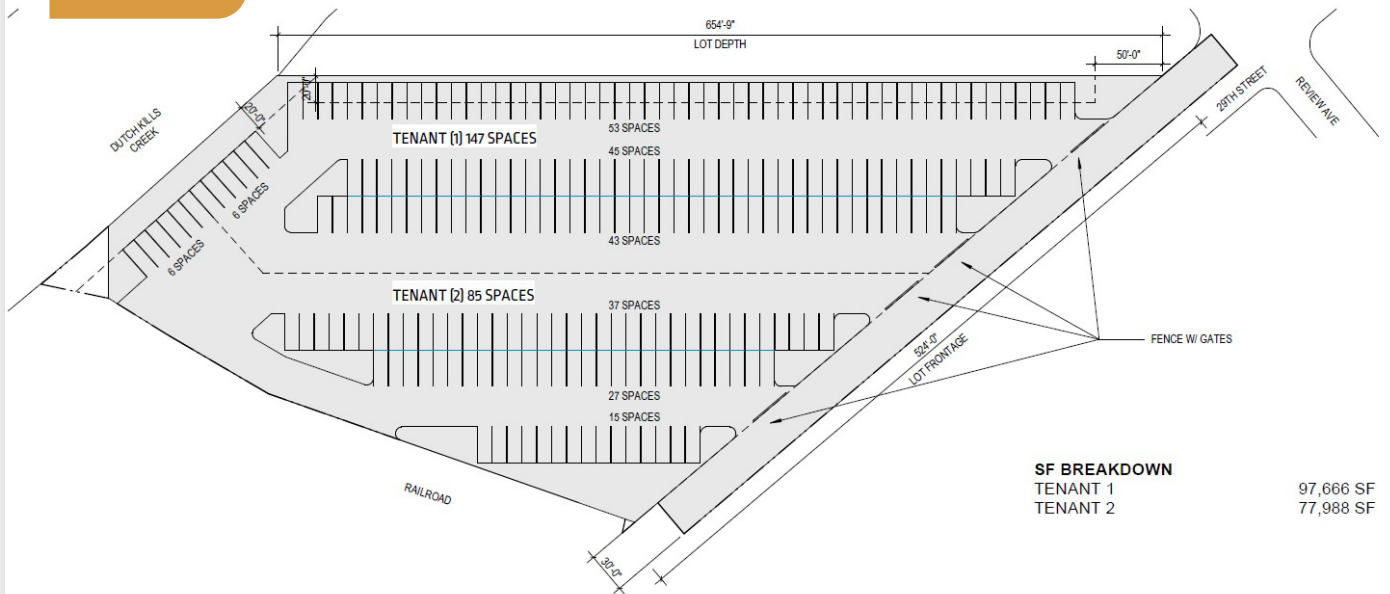 654'-9"
LOT DEPTH
50'-0"
20'-0"
20'-0"
DUTCH KILLS
CREEK
29TH STREET
REVIEW AVE
53 SPACES
TENANT (1) 147 SPACES
45 SPACES
6 SPACES
6 SPACES
43 SPACES
TENANT (2) 85 SPACES
37 SPACES
FENCE W/ GATES
524'-0"
LOT FRONTAGE
27 SPACES
15 SPACES
RAILROAD
30'-0"
SF BREAKDOWN
TENANT 1 97,666 SF
TENANT 2 77,988 SF